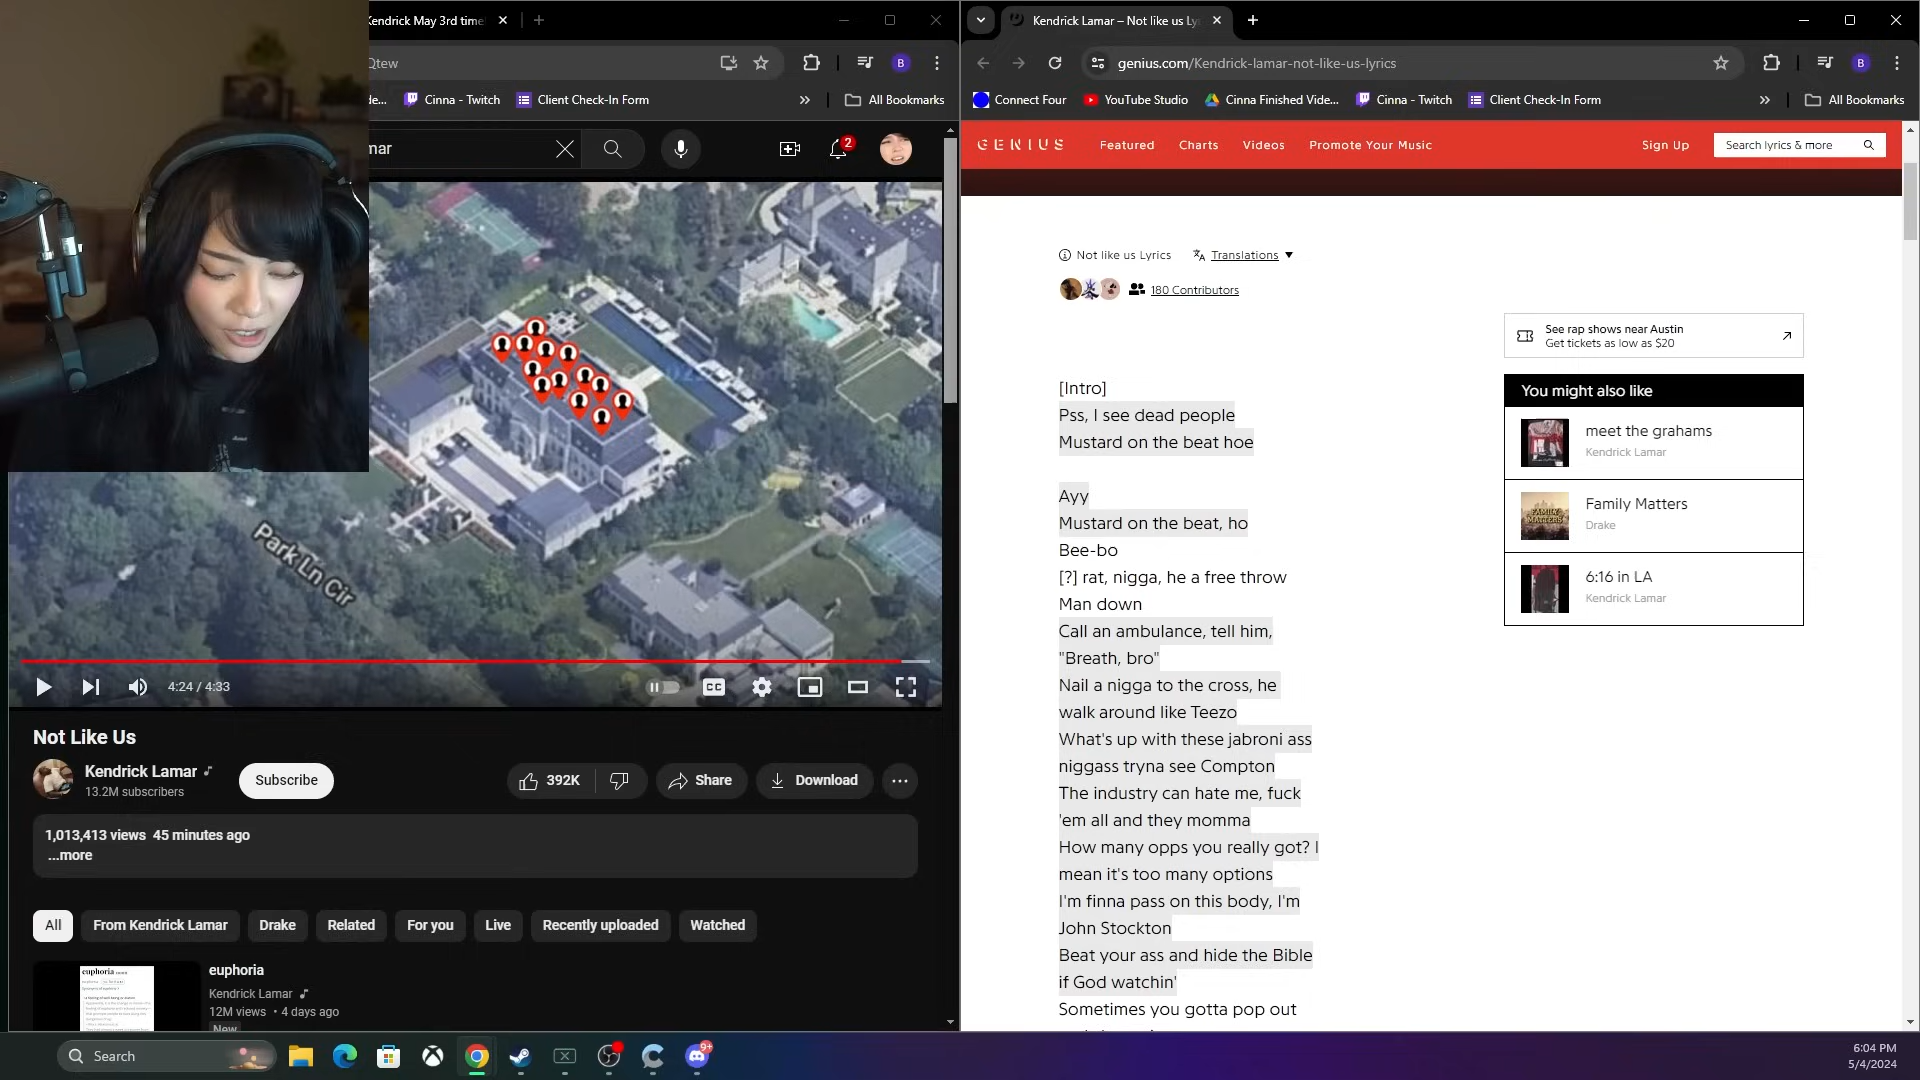 Kendrick May 3rd time
Qtew
B
de...
Cinna - Twitch
Client Check-In Form
All Bookmarks
mar
2
Park Ln Cir
4:24 / 4:33
CC
Not Like Us
Kendrick Lamar
13.2M subscribers
Subscribe
392K
Share
Download
1,013,413 views 45 minutes ago
...more
All
From Kendrick Lamar
Drake
Related
For you
Live
Recently uploaded
Watched
euphoria
euphoria
Kendrick Lamar
12M views • 4 days ago
New
Kendrick Lamar – Not like us Ly
genius.com/Kendrick-lamar-not-like-us-lyrics
B
Connect Four
YouTube Studio
Cinna Finished Vide...
Cinna - Twitch
Client Check-In Form
All Bookmarks
GENIUS
Featured
Charts
Videos
Promote Your Music
Sign Up
Search lyrics & more
Not like us Lyrics
Translations
180 Contributors
[Intro]
Pss, I see dead people
Mustard on the beat hoe
Ayy
Mustard on the beat, ho
Bee-bo
[?] rat, nigga, he a free throw
Man down
Call an ambulance, tell him,
"Breath, bro"
Nail a nigga to the cross, he
walk around like Teezo
What's up with these jabroni ass
niggass tryna see Compton
The industry can hate me, fuck
'em all and they momma
How many opps you really got? I
mean it's too many options
I'm finna pass on this body, I'm
John Stockton
Beat your ass and hide the Bible
if God watchin'
Sometimes you gotta pop out
See rap shows near Austin
Get tickets as low as $20
You might also like
meet the grahams
Kendrick Lamar
Family Matters
Drake
FAMILY MATTERS
6:16 in LA
Kendrick Lamar
Search
9+
6:04 PM
5/4/2024